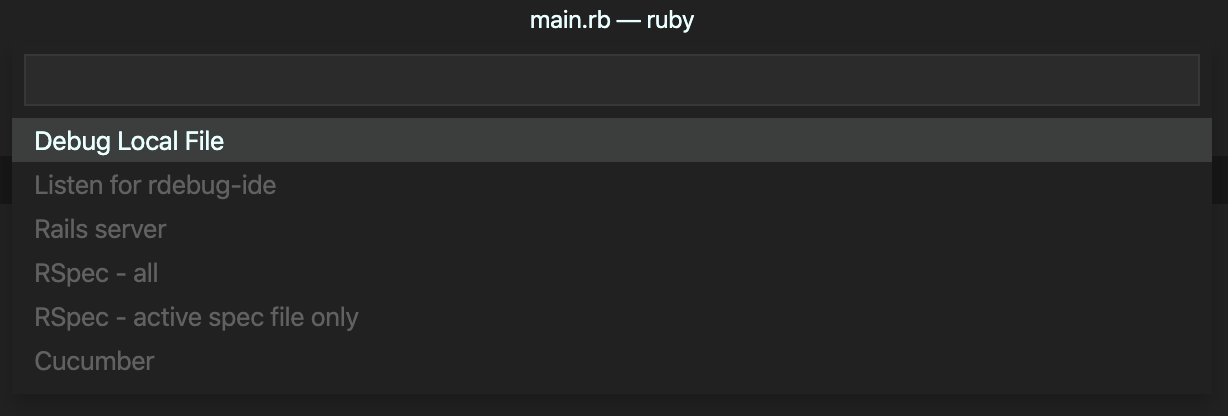 main.rb — ruby
Debug Local File
Listen for rdebug-ide
Rails server
RSpec - all
RSpec - active spec file only
Cucumber